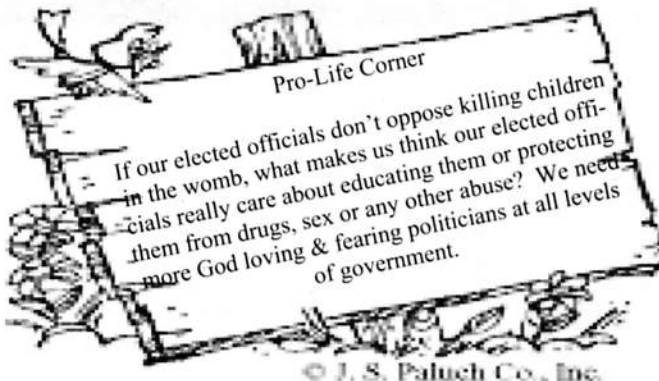 Pro-Life Corner
If our elected officials don't oppose killing children
in the womb, what makes us think our elected offi-
cials really care about educating them or protecting
them from drugs, sex or any other abuse?  We need
more God loving & fearing politicians at all levels
of government.
© J. S. Paluch Co., Inc.